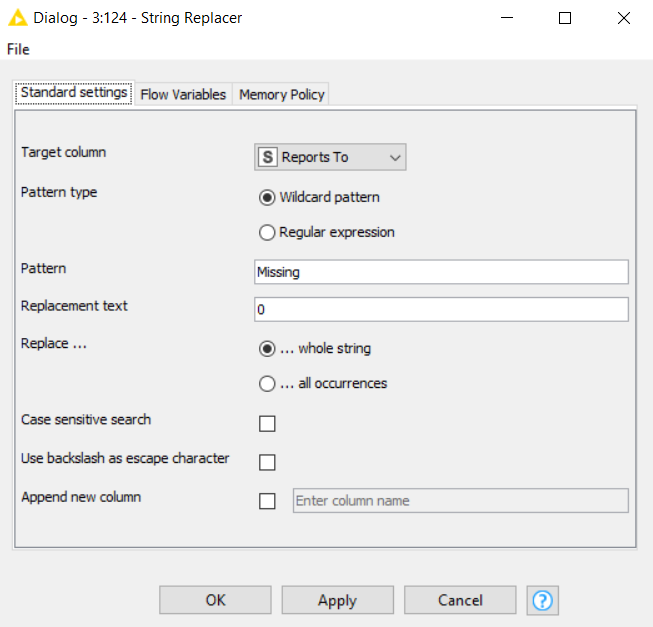 Dialog - 3:124 - String Replacer
File
Standard settings Flow Variables Memory Policy
Target column S Reports To
Pattern type Wildcard pattern
Regular expression
Pattern Missing
Replacement text 0
Replace ... ... whole string
... all occurrences
Case sensitive search
Use backslash as escape character
Append new column Enter column name
OK Apply Cancel ?